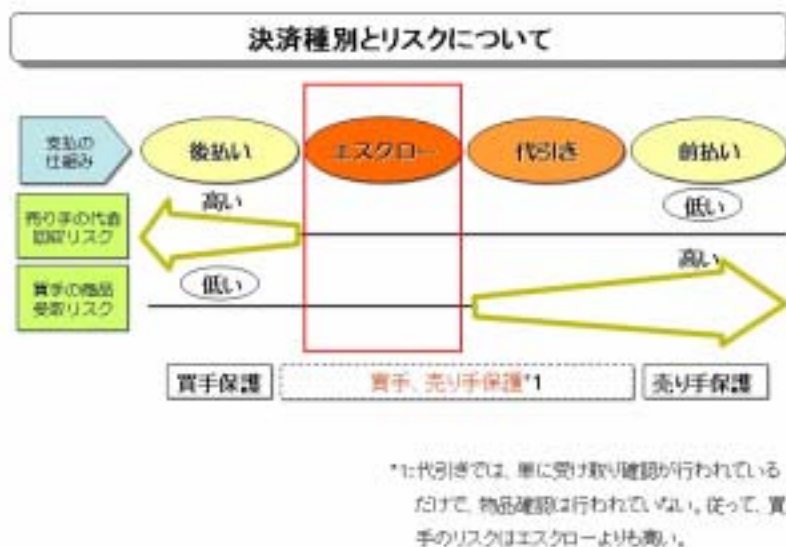 決済種別とリスクについて
支払の
仕組み
後払い
エスクロー
代引き
前払い
売り手の代金
回収リスク
高い
低い
買手の商品
受取リスク
低い
高い
買手保護
買手、売り手保護*1
売り手保護
*1:代引きでは、単に受け取り確認が行われている
だけで、物品確認は行われていない。従って、買
手のリスクはエスクローよりも高い。